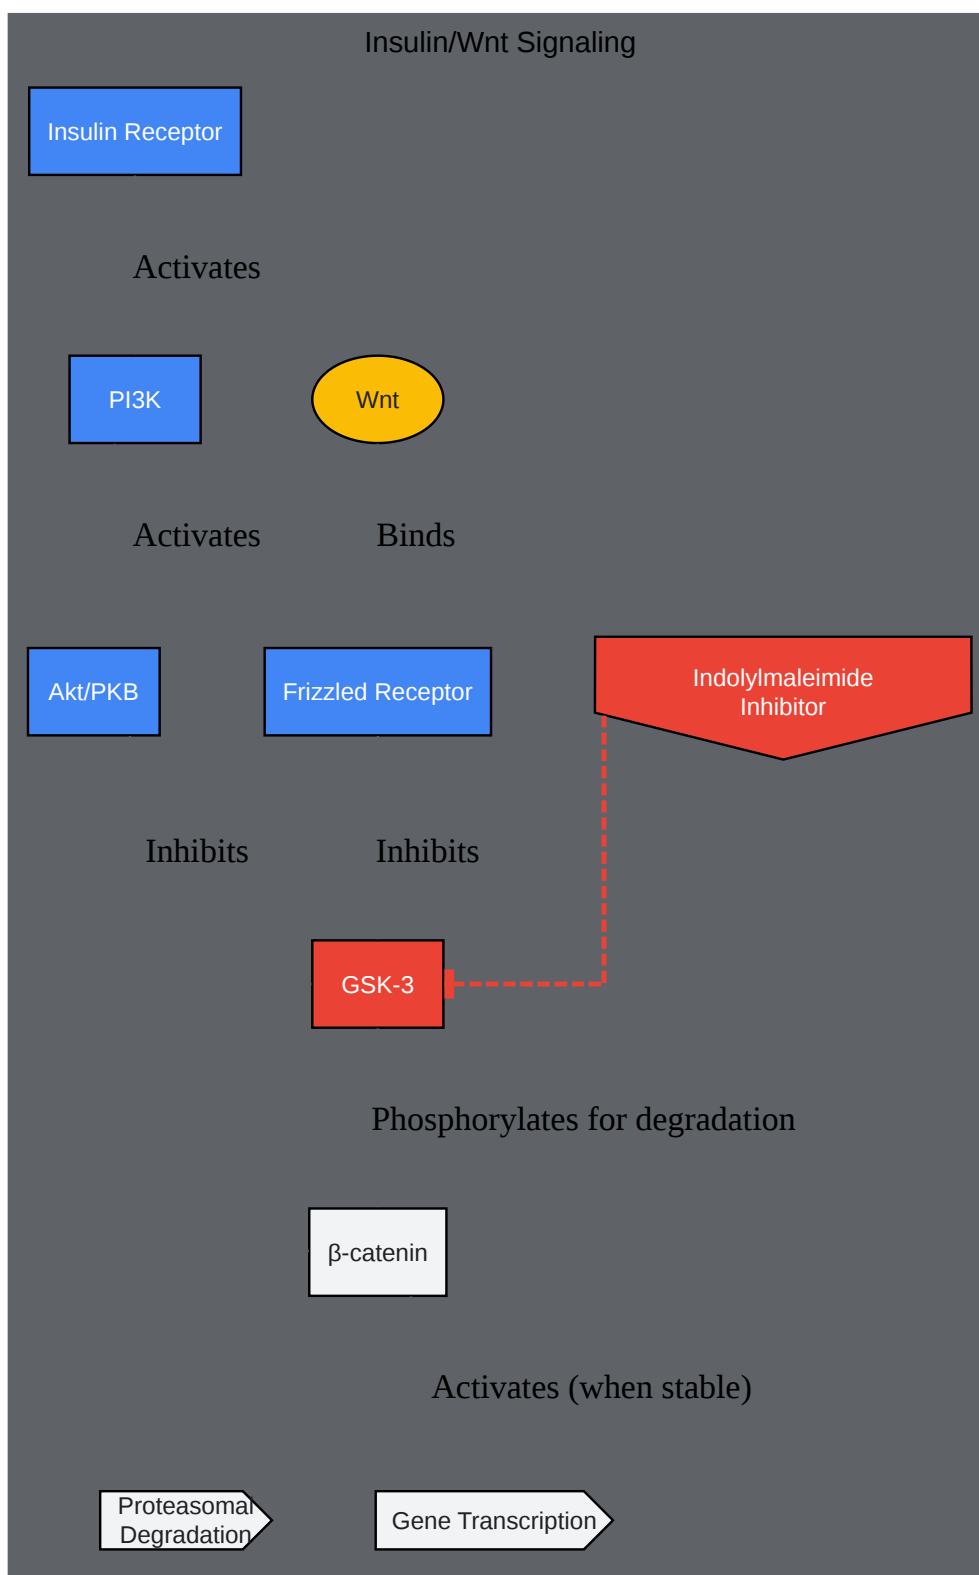 Insulin/Wnt Signaling
Insulin Receptor
Activates
PI3K
Wnt
Activates
Binds
Akt/PKB
Frizzled Receptor
Indolylmaleimide
Inhibitor
Inhibits
Inhibits
GSK-3
Phosphorylates for degradation
β-catenin
Activates (when stable)
Proteasomal
Degradation
Gene Transcription